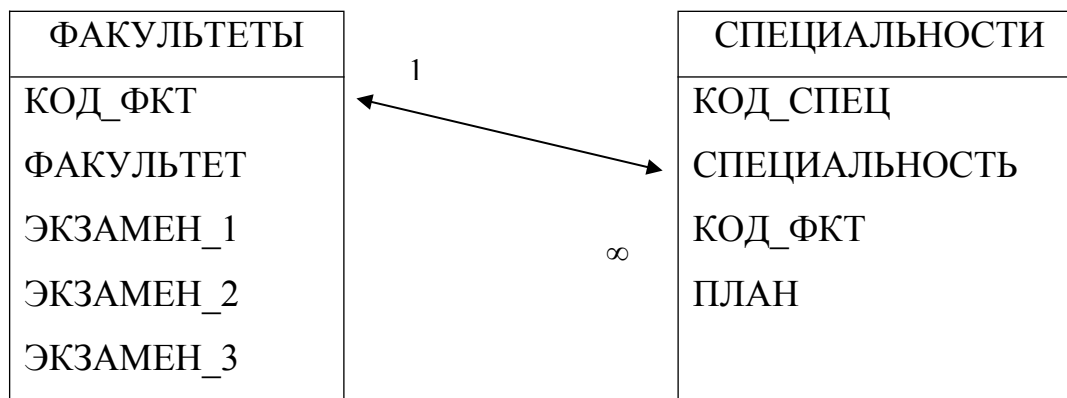 ФАКУЛЬТЕТЫ
КОД_ФКТ
ФАКУЛЬТЕТ
ЭКЗАМЕН_1
ЭКЗАМЕН_2
ЭКЗАМЕН_3
1
∞
СПЕЦИАЛЬНОСТИ
КОД_СПЕЦ
СПЕЦИАЛЬНОСТЬ
КОД_ФКТ
ПЛАН